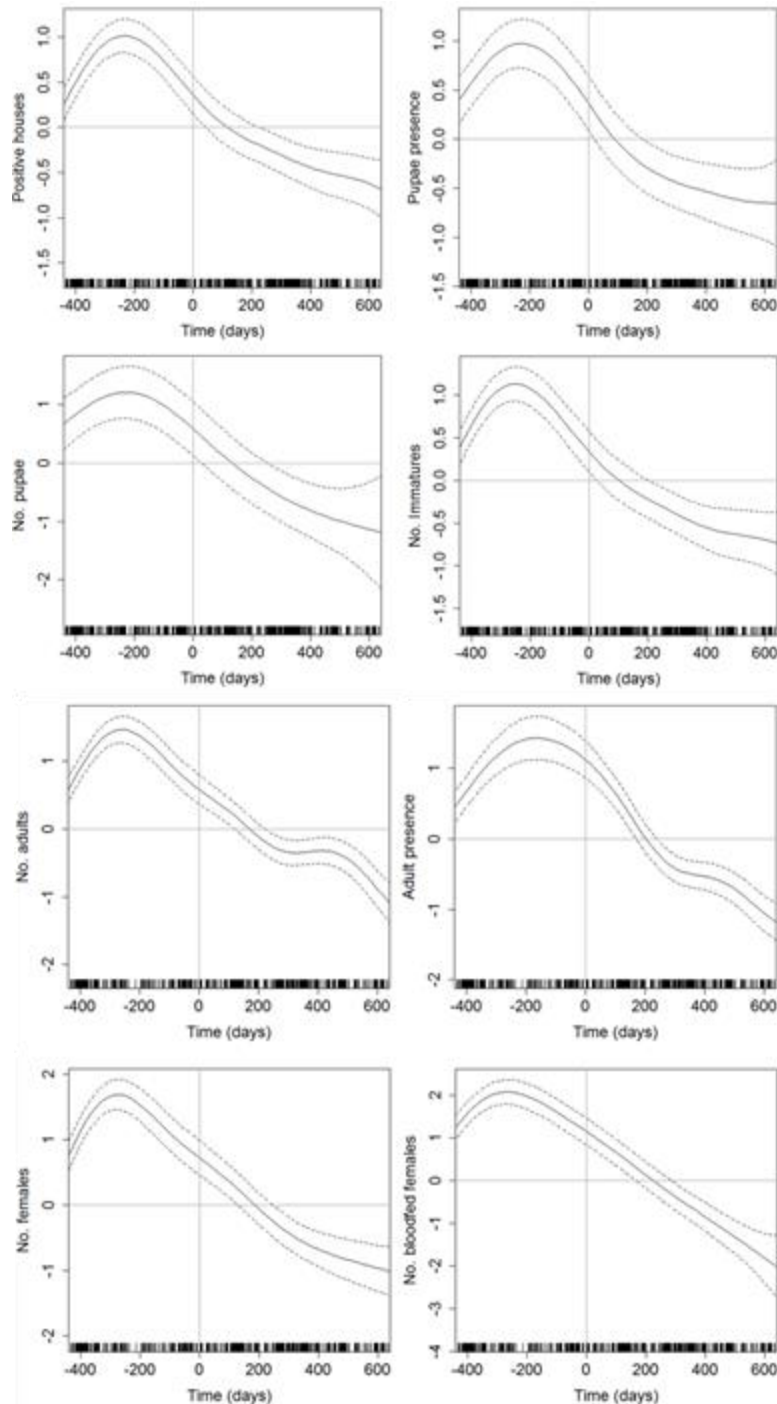 Positive houses
1.0
0.5
0.0
-0.5
-1.0
-1.5
-400 -200 0 200 400 600
Time (days)
Pupae presence
1.0
0.5
0.0
-0.5
-1.0
-1.5
-400 -200 0 200 400 600
Time (days)
No. pupae
1
0
-1
-2
-400 -200 0 200 400 600
Time (days)
No. Immatures
1.0
0.5
0.0
-0.5
-1.0
-1.5
-400 -200 0 200 400 600
Time (days)
No. adults
1
0
-1
-2
-400 -200 0 200 400 600
Time (days)
Adult presence
1
0
-1
-2
-400 -200 0 200 400 600
Time (days)
No. females
2
1
0
-1
-2
-400 -200 0 200 400 600
Time (days)
No. bloodfed females
2
1
0
-1
-2
-3
-4
-400 -200 0 200 400 600
Time (days)